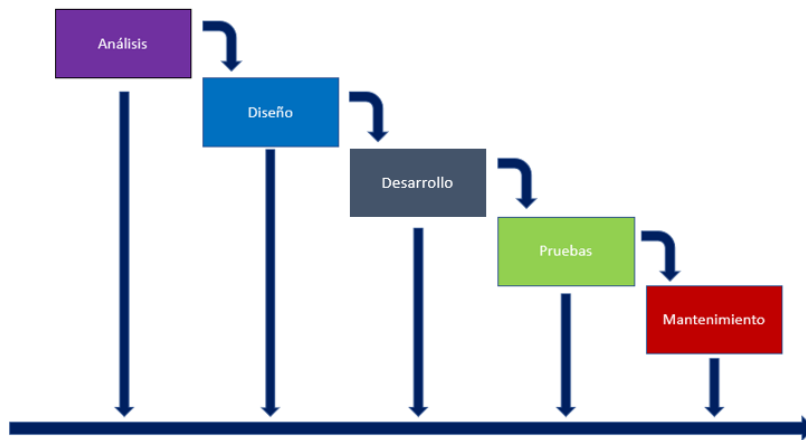 Análisis
Diseño
Desarrollo
Pruebas
Mantenimiento